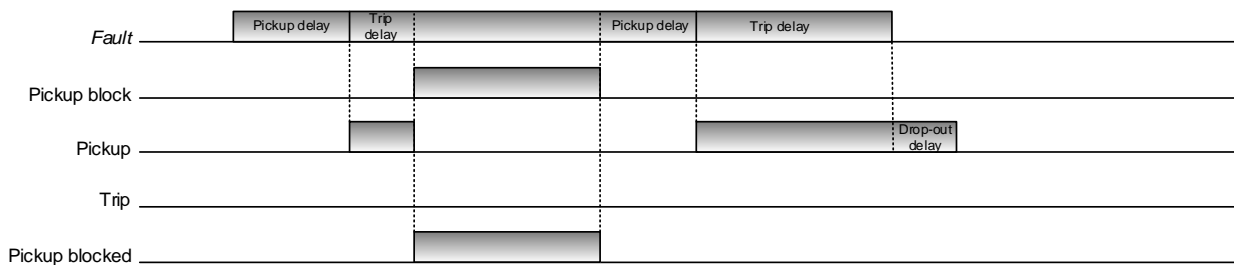 Fault
Pickup delay
Trip
delay
Pickup delay
Trip delay
Pickup block
Pickup
Drop-out
delay
Trip
Pickup blocked